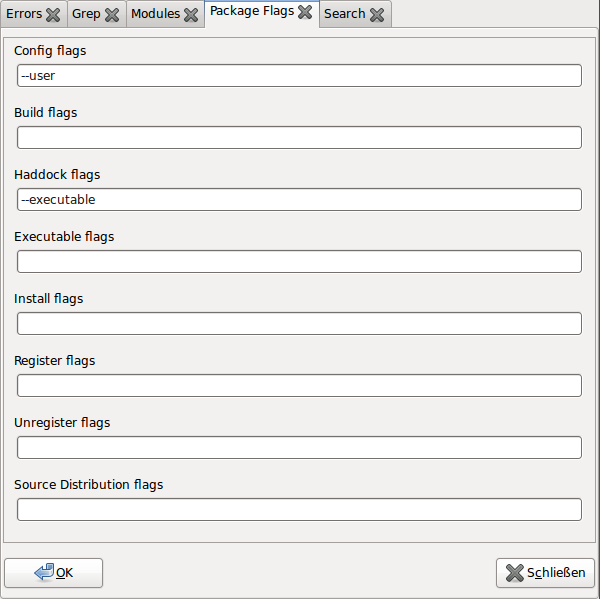 Errors Grep Modules Package Flags Search
Config flags
--user
Build flags
Haddock flags
--executable
Executable flags
Install flags
Register flags
Unregister flags
Source Distribution flags
OK Schließen